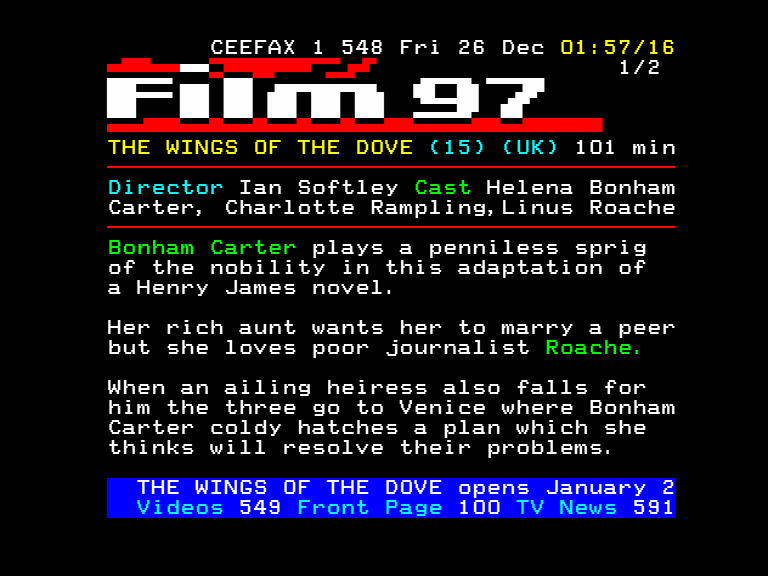 CEEFAX 1 548 Fri 26 Dec 01:57/16
1/2
Film 97
THE WINGS OF THE DOVE (15) (UK) 101 min
Director Ian Softley Cast Helena Bonham
Carter, Charlotte Rampling,Linus Roache
Bonham Carter plays a penniless sprig
of the nobility in this adaptation of
a Henry James novel.
Her rich aunt wants her to marry a peer
but she loves poor journalist Roache.
When an ailing heiress also falls for
him the three go to Venice where Bonham
Carter coldy hatches a plan which she
thinks will resolve their problems.
THE WINGS OF THE DOVE opens January 2
Videos 549 Front Page 100 TV News 591